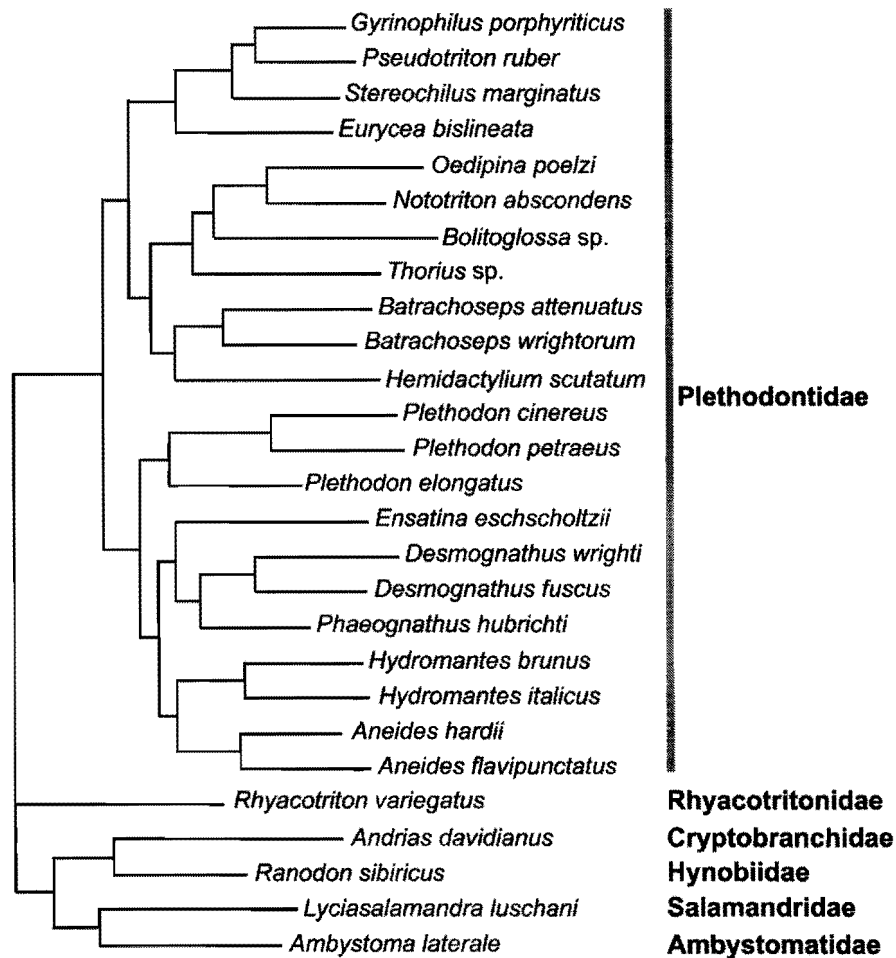 Gyrinophilus porphyriticus
Pseudotriton ruber
Stereochilus marginatus
Eurycea bislineata
Oedipina poelzi
Nototriton abscondens
Bolitoglossa sp.
Thorius sp.
Batrachoseps attenuatus
Batrachoseps wrightorum
Hemidactylium scutatum
Plethodontidae
Plethodon cinereus
Plethodon petraeus
Plethodon elongatus
Ensatina eschscholtzii
Desmognathus wrighti
Desmognathus fuscus
Phaeognathus hubrichti
Hydromantes brunus
Hydromantes italicus
Aneides hardii
Aneides flavipunctatus
Rhyacotriton variegatus Rhyacotritonidae
Andrias davidianus Cryptobranchidae
Ranodon sibiricus Hynobiidae
Lyciasalamandra luschani Salamandridae
Ambystoma laterale Ambystomatidae